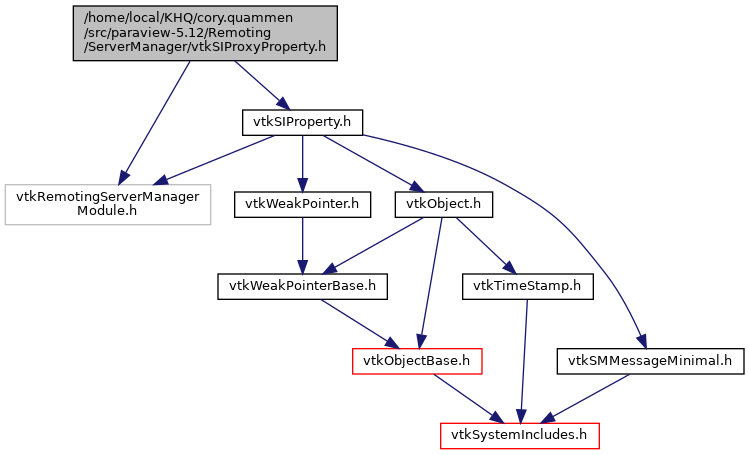 /home/local/KHQ/cory.quammen
/src/paraview-5.12/Remoting
/ServerManager/vtkSIProxyProperty.h
vtkSIProperty.h
vtkRemotingServerManager
Module.h
vtkWeakPointer.h
vtkObject.h
vtkWeakPointerBase.h
vtkTimeStamp.h
vtkObjectBase.h
vtkSMMessageMinimal.h
vtkSystemIncludes.h